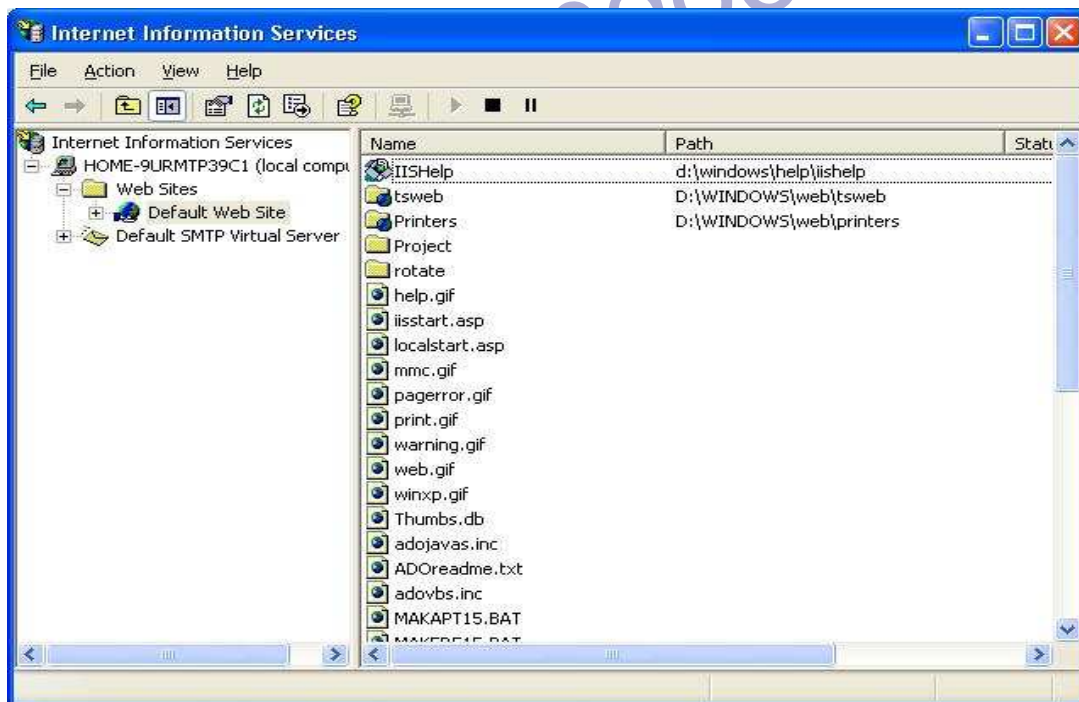 Internet Information Services
File Action View Help
Internet Information Services
HOME-9URMTP39C1 (local compu
Web Sites
Default Web Site
Default SMTP Virtual Server
Name Path Statu
IISHelp d:\windows\help\iishelp
tsweb D:\WINDOWS\web\tsweb
Printers D:\WINDOWS\web\printers
Project
rotate
help.gif
iisstart.asp
localstart.asp
mmc.gif
pagerror.gif
print.gif
warning.gif
web.gif
winxp.gif
Thumbs.db
adojavas.inc
ADOreadme.txt
adovbs.inc
MAKAPT15.BAT